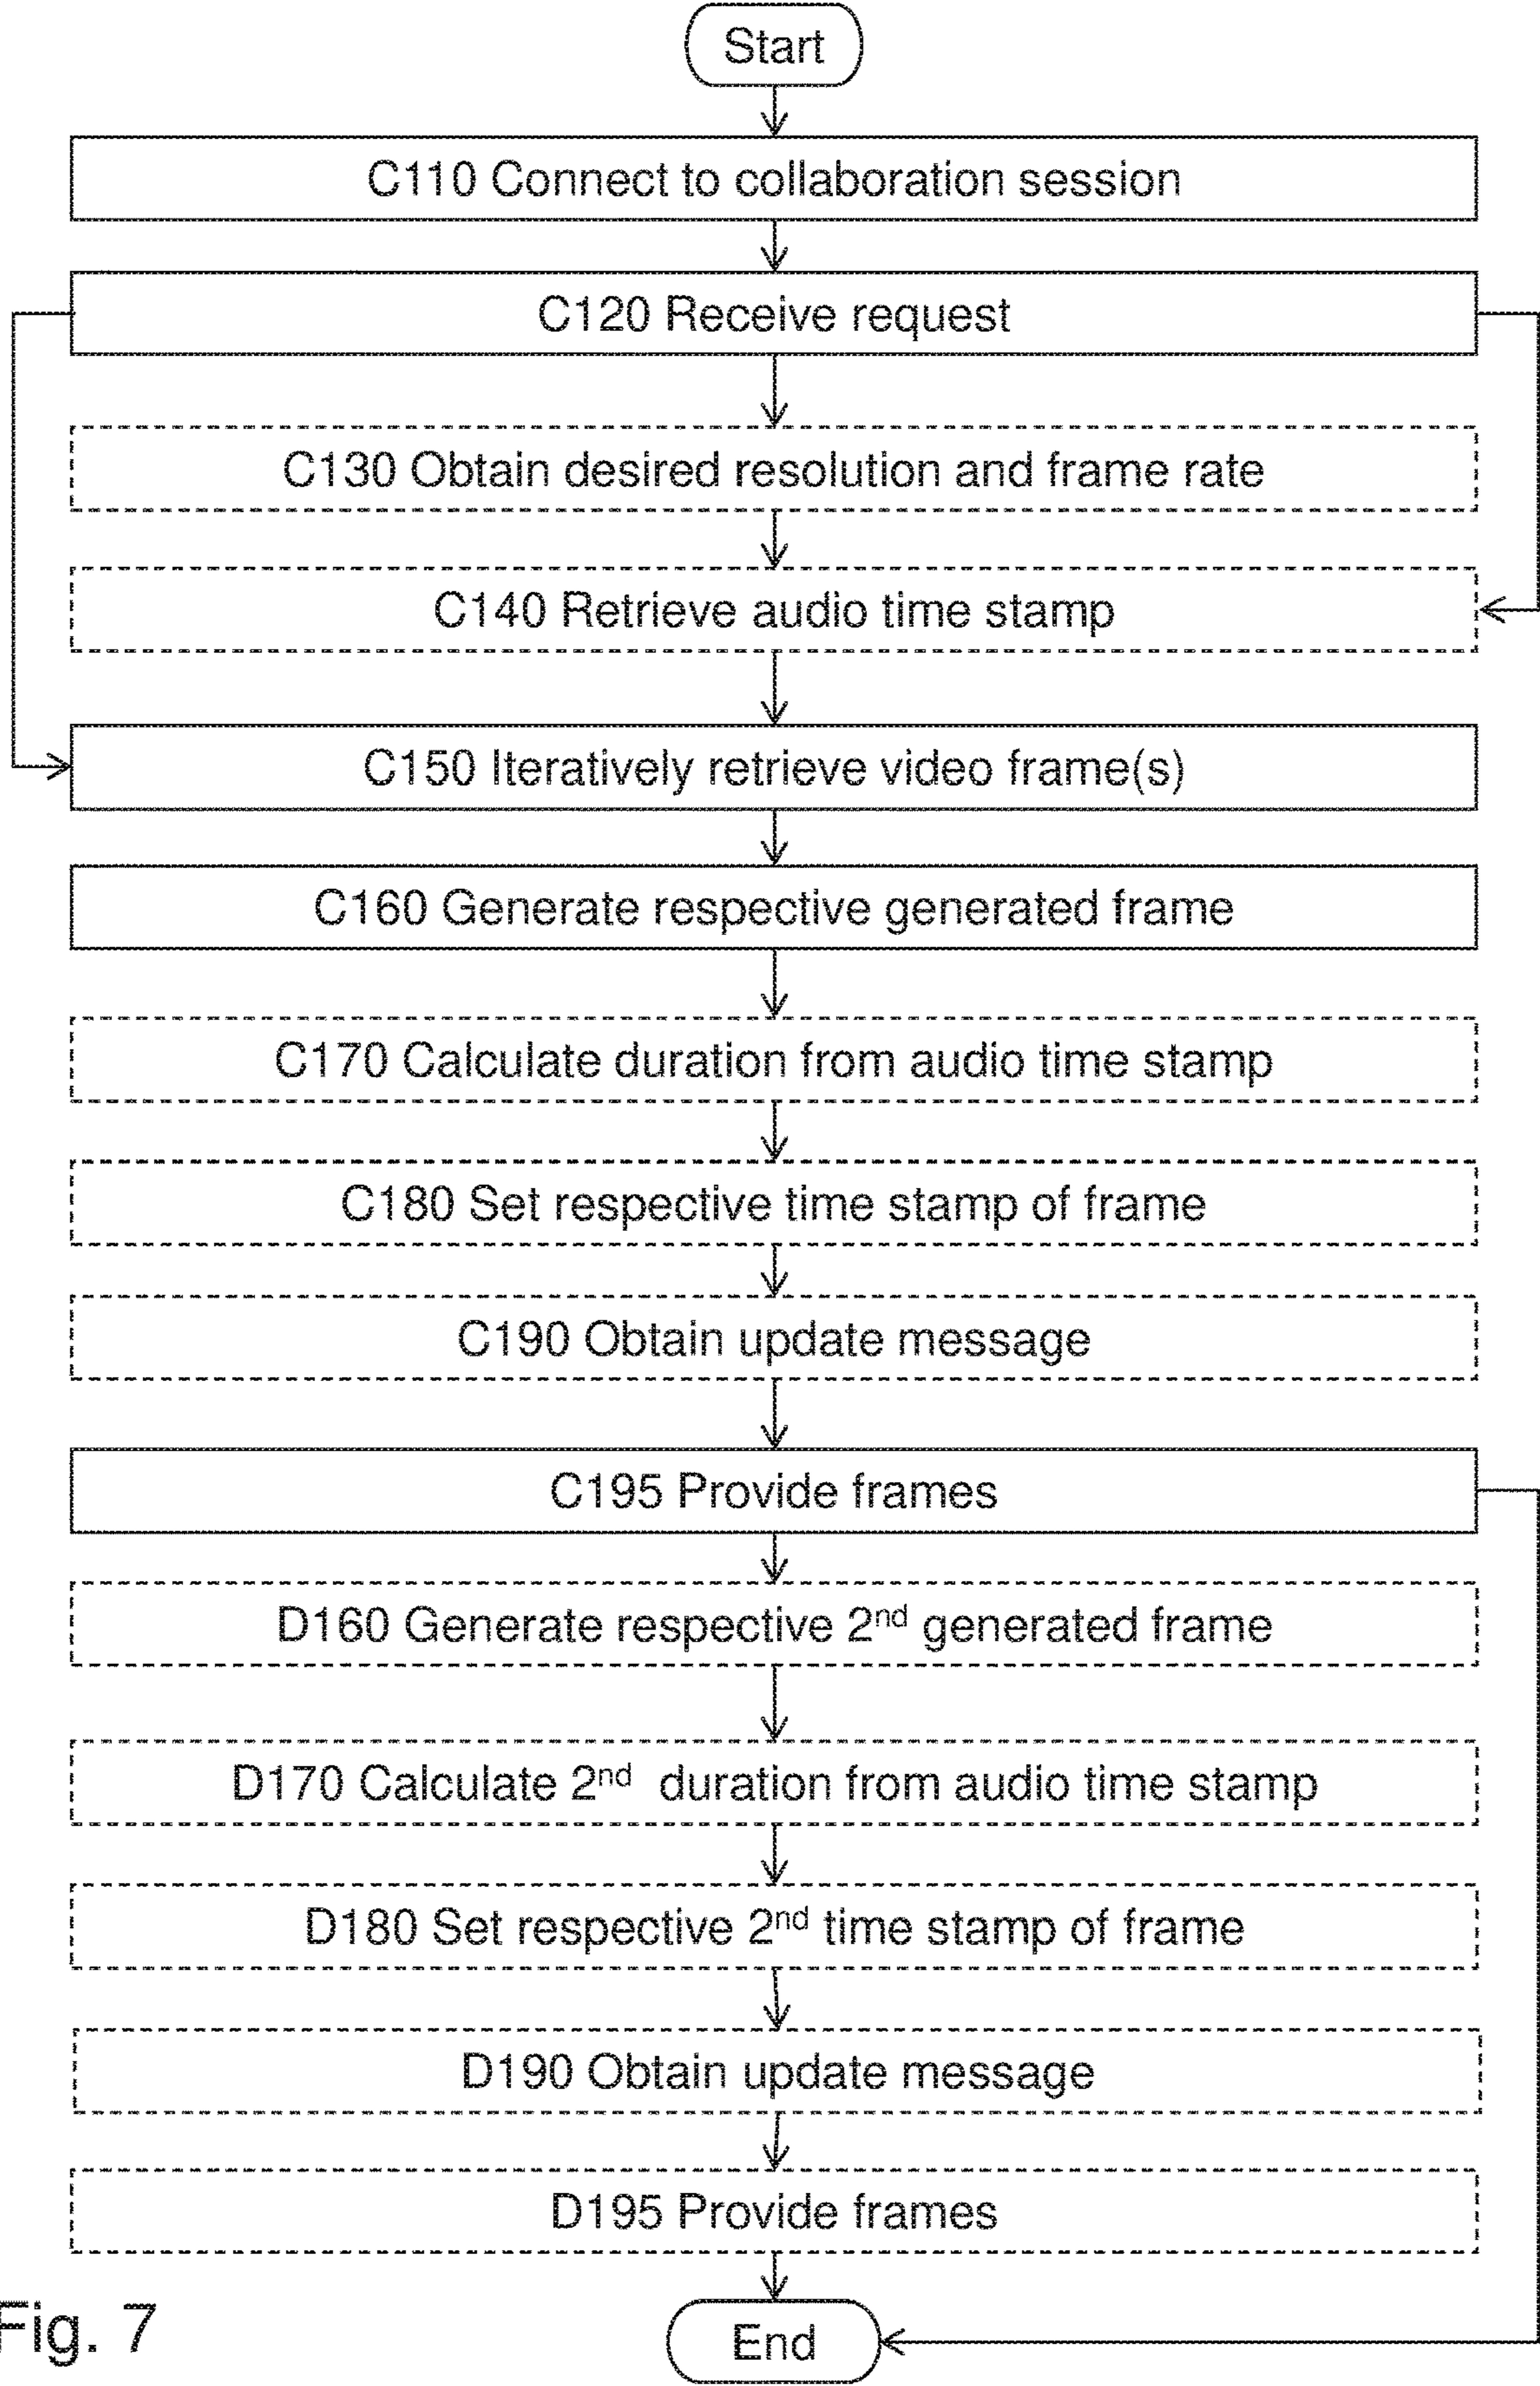 Start
C110 Connect to collaboration session
C120 Receive request
C130 Obtain desired resolution and frame rate
C140 Retrieve audio time stamp
C150 Iteratively retrieve video frame(s)
C160 Generate respective generated frame
C170 Calculate duration from audio time stamp
C180 Set respective time stamp of frame
C190 Obtain update message
C195 Provide frames
D160 Generate respective 2nd generated frame
D170 Calculate 2nd duration from audio time stamp
D180 Set respective 2nd time stamp of frame
D190 Obtain update message
D195 Provide frames
End
Fig. 7